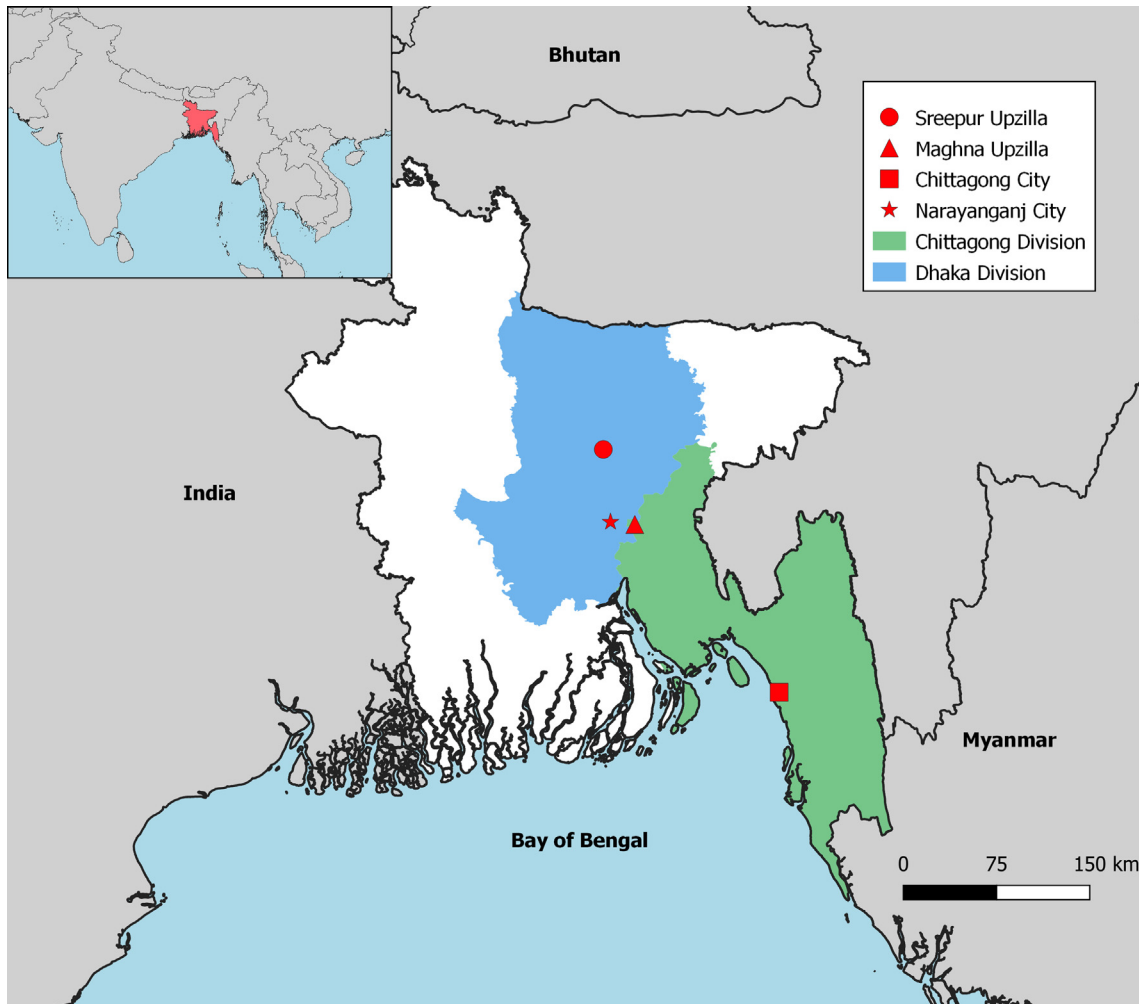 Bhutan
Sreepur Upzilla
Maghna Upzilla
Chittagong City
Narayanganj City
Chittagong Division
Dhaka Division
India
Myanmar
Bay of Bengal
0 75 150 km